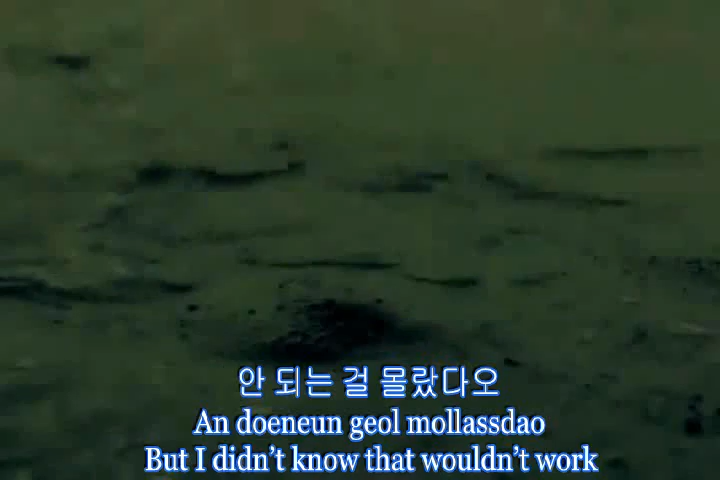 안 되는 걸 몰랐다오
An doeneun geol mollassdao
But I didn't know that wouldn't work